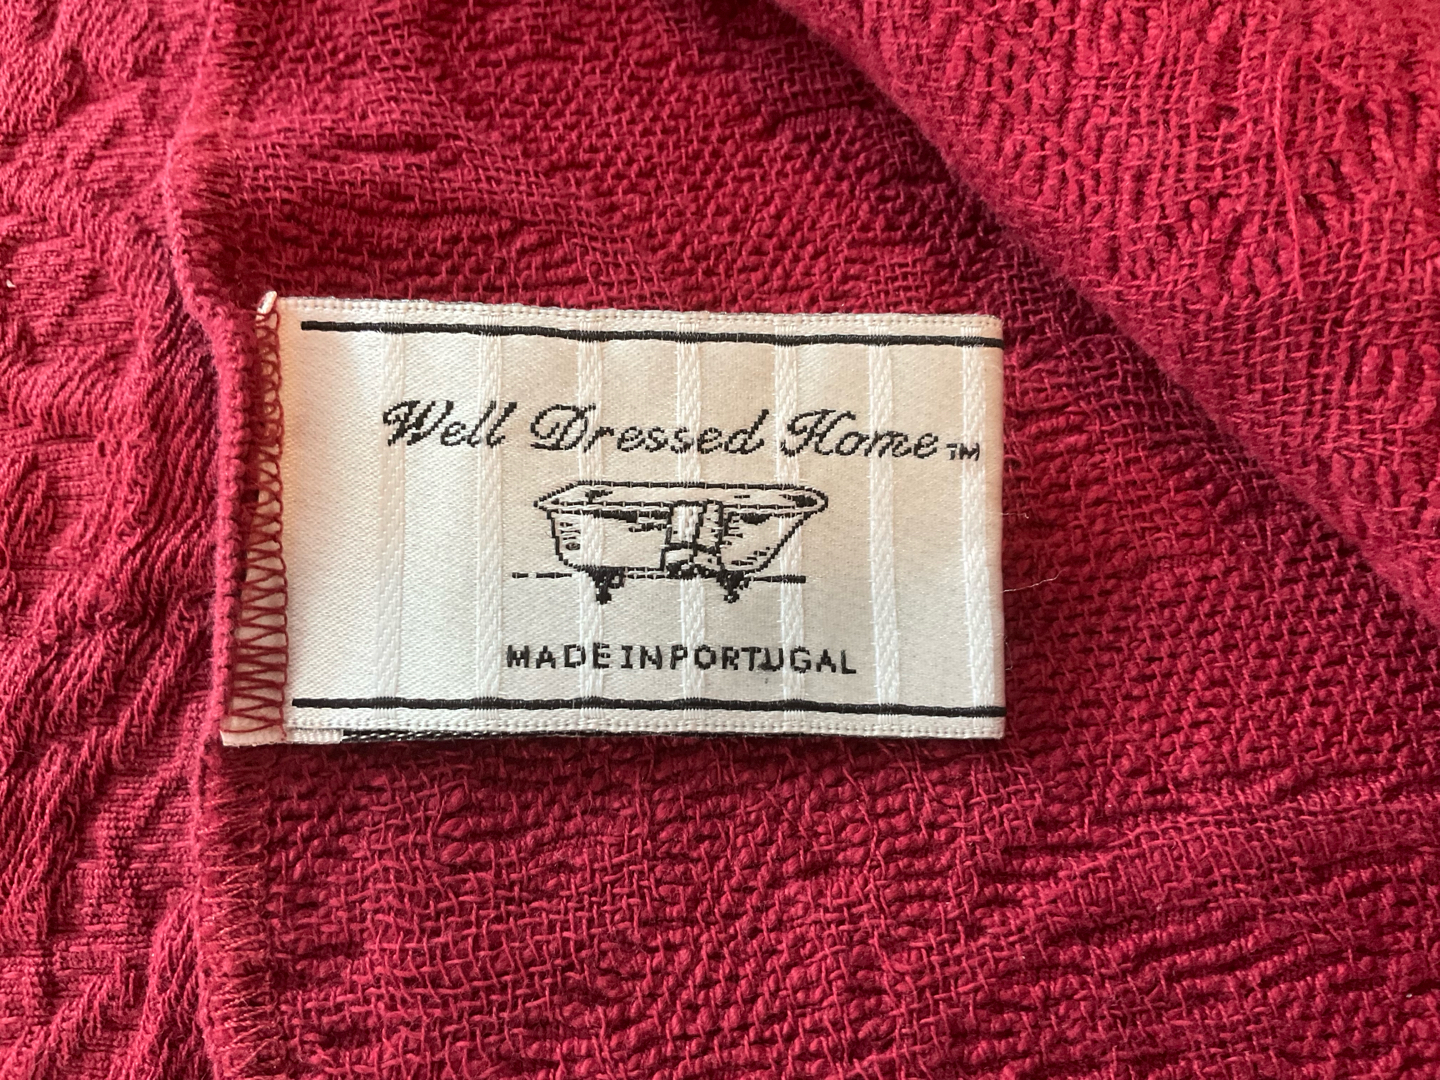 Well Dressed Home™
MADE IN PORTUGAL